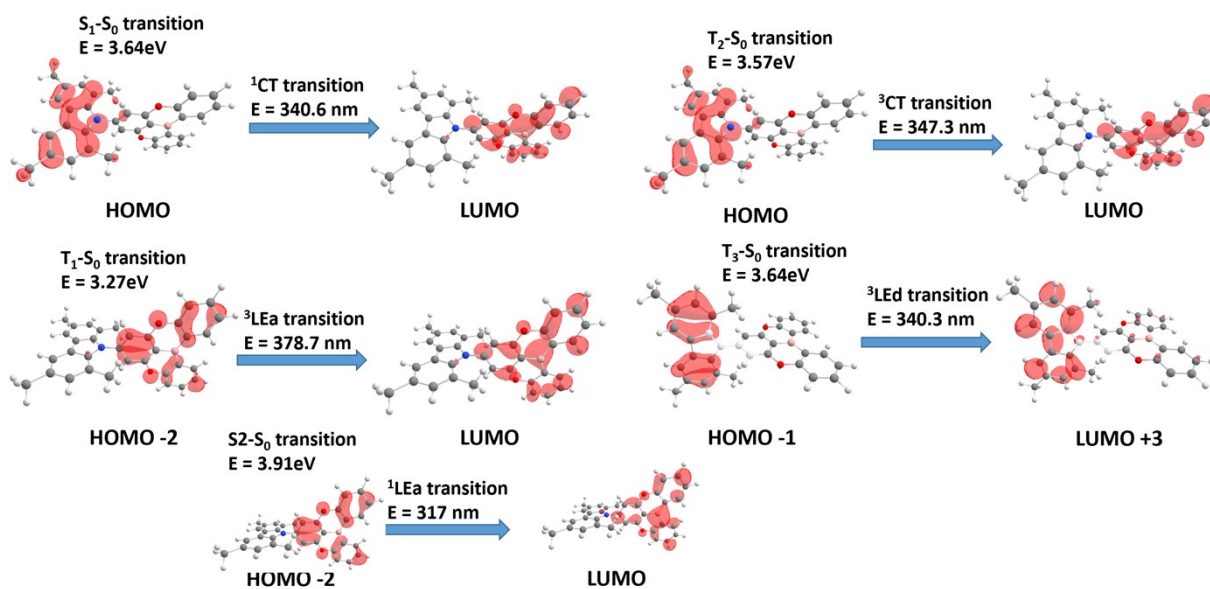 S₁-S₀ transition
E = 3.64eV
¹CT transition
E = 340.6 nm
HOMO
LUMO
T₂-S₀ transition
E = 3.57eV
³CT transition
E = 347.3 nm
HOMO
LUMO
T₁-S₀ transition
E = 3.27eV
³LEa transition
E = 378.7 nm
HOMO -2
LUMO
T₃-S₀ transition
E = 3.64eV
³LEd transition
E = 340.3 nm
HOMO -1
LUMO +3
S2-S₀ transition
E = 3.91eV
¹LEa transition
E = 317 nm
HOMO -2
LUMO